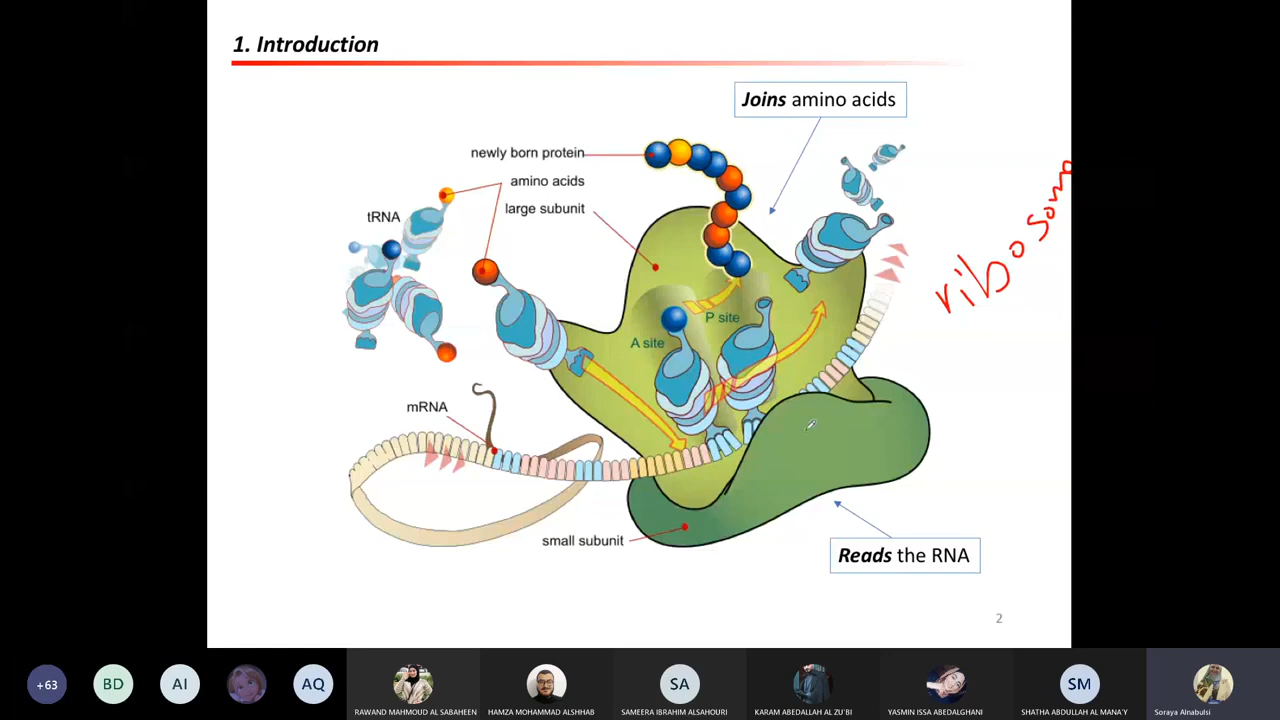 1. Introduction
Joins amino acids
newly born protein
amino acids
large subunit
tRNA
P site
A site
mRNA
small subunit
Reads the RNA
2
+63
BD
AI
AQ
SA
SM
RAWAND MAHMOUD AL SABAHEEN
HAMZA MOHAMMAD ALSHHAB
SAMEERA IBRAHIM ALSAHOURI
KARAM ABEDALLAH AL ZU'BI
YASMIN ISSA ABEDALGHANI
SHATHA ABDULLAH AL MANA'Y
Soraya Alnabulsi
ribosom